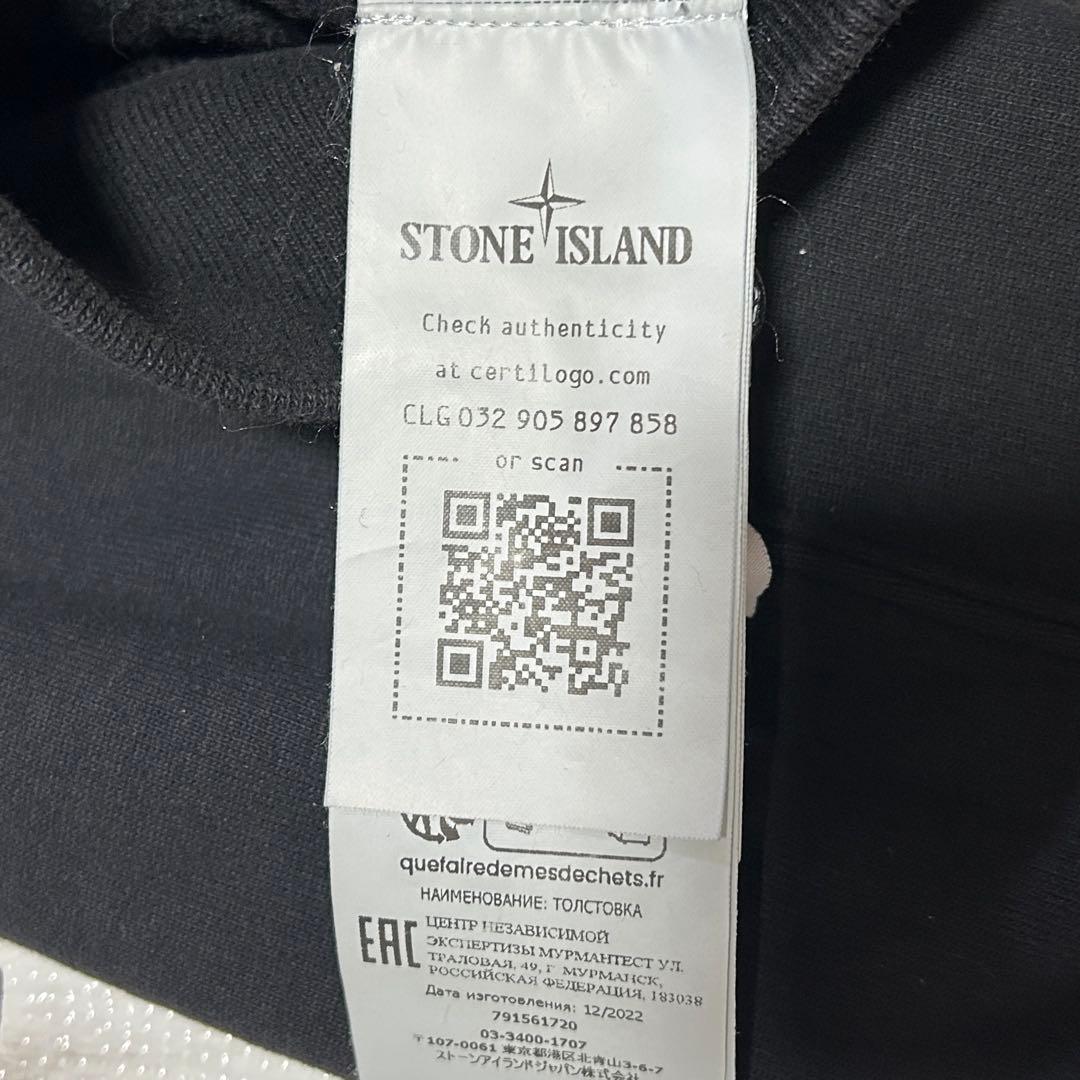 STONE ISLAND
Check authenticity
at certilogo.com
CLG 032 905 897 858
or scan
quefairedemesdechets.fr
НАИМЕНОВАНИЕ: ТОЛСТОВКА
EAC
ЦЕНТР НЕЗАВИСИМОЙ
ЭКСПЕРТИЗЫ МУРМАНТЕСТ УЛ.
ТРАЛОВАЯ, 49, Г МУРМАНСК,
РОССИЙСКАЯ ФЕДЕРАЦИЯ, 183038
Дата изготовления: 12/2022
791561720
03-3400-1707
〒107-0061 東京都港区北青山3-6-7
ストーンアイランドジャパン株式会社